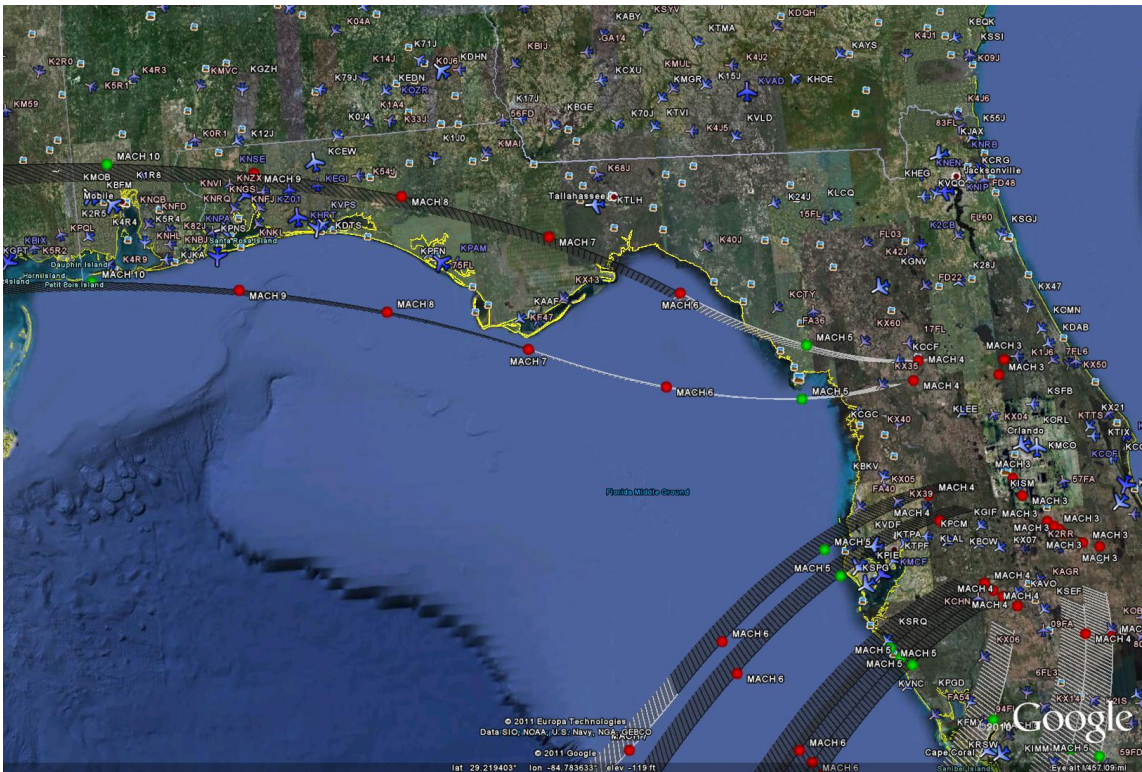 K04A
KABY
KSYV
KDQH
KBQK
K2R0
K71J
KBIJ
GA14
KTMA
K4J1
KSSI
K14J
KDHN
KAYS
K09J
K4R3
KMVC
KGZH
K0J6
KMUL
K4J2
KM59
K5R1
K79J
KEDN
KCXU
KMGR
K15J
KVAD
KHOE
KOZR
K17J
K1A4
K4J6
K0J4
K33J
56FD
KBGE
K70J
KTVI
K4J5
KVLD
83FL
K55J
K0R1
K12J
K1J0
KMAI
KJAX
MACH 10
KCEW
KNEN
KNRB
KCRG
KMOB
K1R8
KNSE
KNZX
MACH 9
KEGI
K54J
K68J
KHEG
Jacksonville
KBFM
KNVI
KNGS
KZ01
MACH 8
Tallahassee
KTLH
KLCQ
KVQQ
KNIP
FD48
Mobile
KNQB
KNRQ
KNFJ
KVPS
K24J
K2R5
K4R4
KNFD
K5R4
KNPA
KHRT
15FL
FL60
KPQL
K82J
KPNS
KNKL
KDTS
MACH 7
K2CB
KSGJ
KBIX
KNHL
KNBJ
Santa Rosa Island
KPAM
K40J
FL03
KGPT
K5R2
K4R9
KJKA
KPFN
75FL
K42J
KGNV
Dauphin Island
K28J
Horn Island
MACH 10
KX13
FD22
Petit Bois Island
MACH 9
KAAF
MACH 6
KCTY
KX47
MACH 8
KF47
FA36
KX60
17FL
KOMN
MACH 5
KCCF
MACH 3
KDAB
MACH 7
K1J6
7FL6
MACH 4
KX35
MACH 3
KX50
MACH 6
MACH 5
MACH 4
KSFB
KCGC
KX40
KLEE
KX04
KORL
KX21
KTTS
Orlando
KTIX
KMCO
KBKV
MACH 3
KX05
KISM
57FA
FA40
Florida Middle Ground
KX39
MACH 4
MACH 3
MACH 4
KGIF
MACH 3
MACH 3
KVDF
KPCM
K2RR
KTPA
KLAL
KBOW
KX07
MACH 3
MACH 5
KTPF
MACH 3
KPIE
MACH 5
KSPG
KMCF
KAGR
MACH 4
KAVO
MACH 4
KSEF
KCHN
MACH 4
KSRQ
09FA
MACH 6
KX06
MACH 4
MACH 5
MACH 5
6FL3
MACH 6
KVNC
KPGD
FA54
KX14
© 2011 Europa Technologies
Data SIO, NOAA, U.S. Navy, NGA, GEBCO
KFMY
Google
MACH 6
KRSW
© 2011 Google
Cape Coral
KIMM
MACH 5
59FD
Sanibel Island
lat 29.219403° lon -84.783633° elev -119 ft
Eye alt 457.09 mi